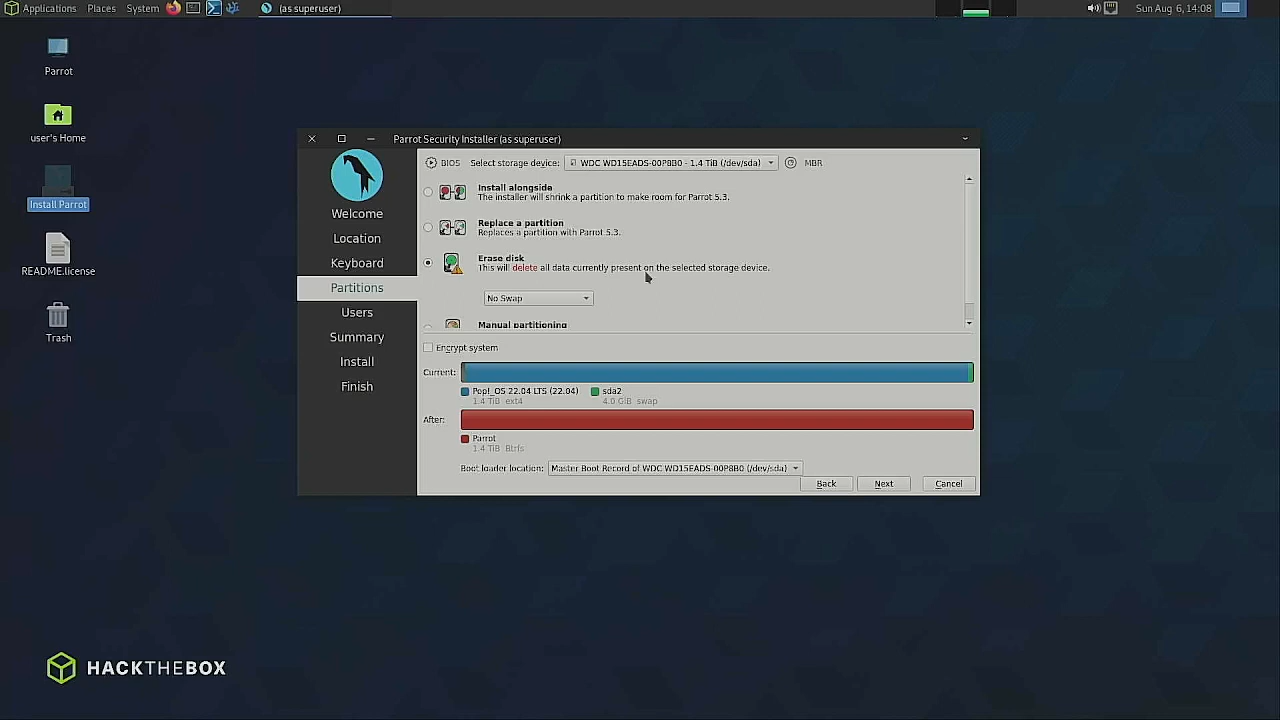 Applications Places System (as superuser) Sun Aug 6, 14:08
Parrot
user's Home
Install Parrot
README.license
Trash
Parrot Security Installer (as superuser)
Welcome
Location
Keyboard
Partitions
Users
Summary
Install
Finish
BIOS Select storage device: WDC WD15EADS-00P8B0 - 1.4 TiB (/dev/sda) MBR
Install alongside
The installer will shrink a partition to make room for Parrot 5.3.
Replace a partition
Replaces a partition with Parrot 5.3.
Erase disk
This will delete all data currently present on the selected storage device.
No Swap
Manual partitioning
Encrypt system
Current:
Pop!_OS 22.04 LTS (22.04) sda2
1.4 TiB ext4 4.0 GiB swap
After:
Parrot
1.4 TiB Btrfs
Boot loader location: Master Boot Record of WDC WD15EADS-00P8B0 (/dev/sda)
Back Next Cancel
HACKTHEBOX